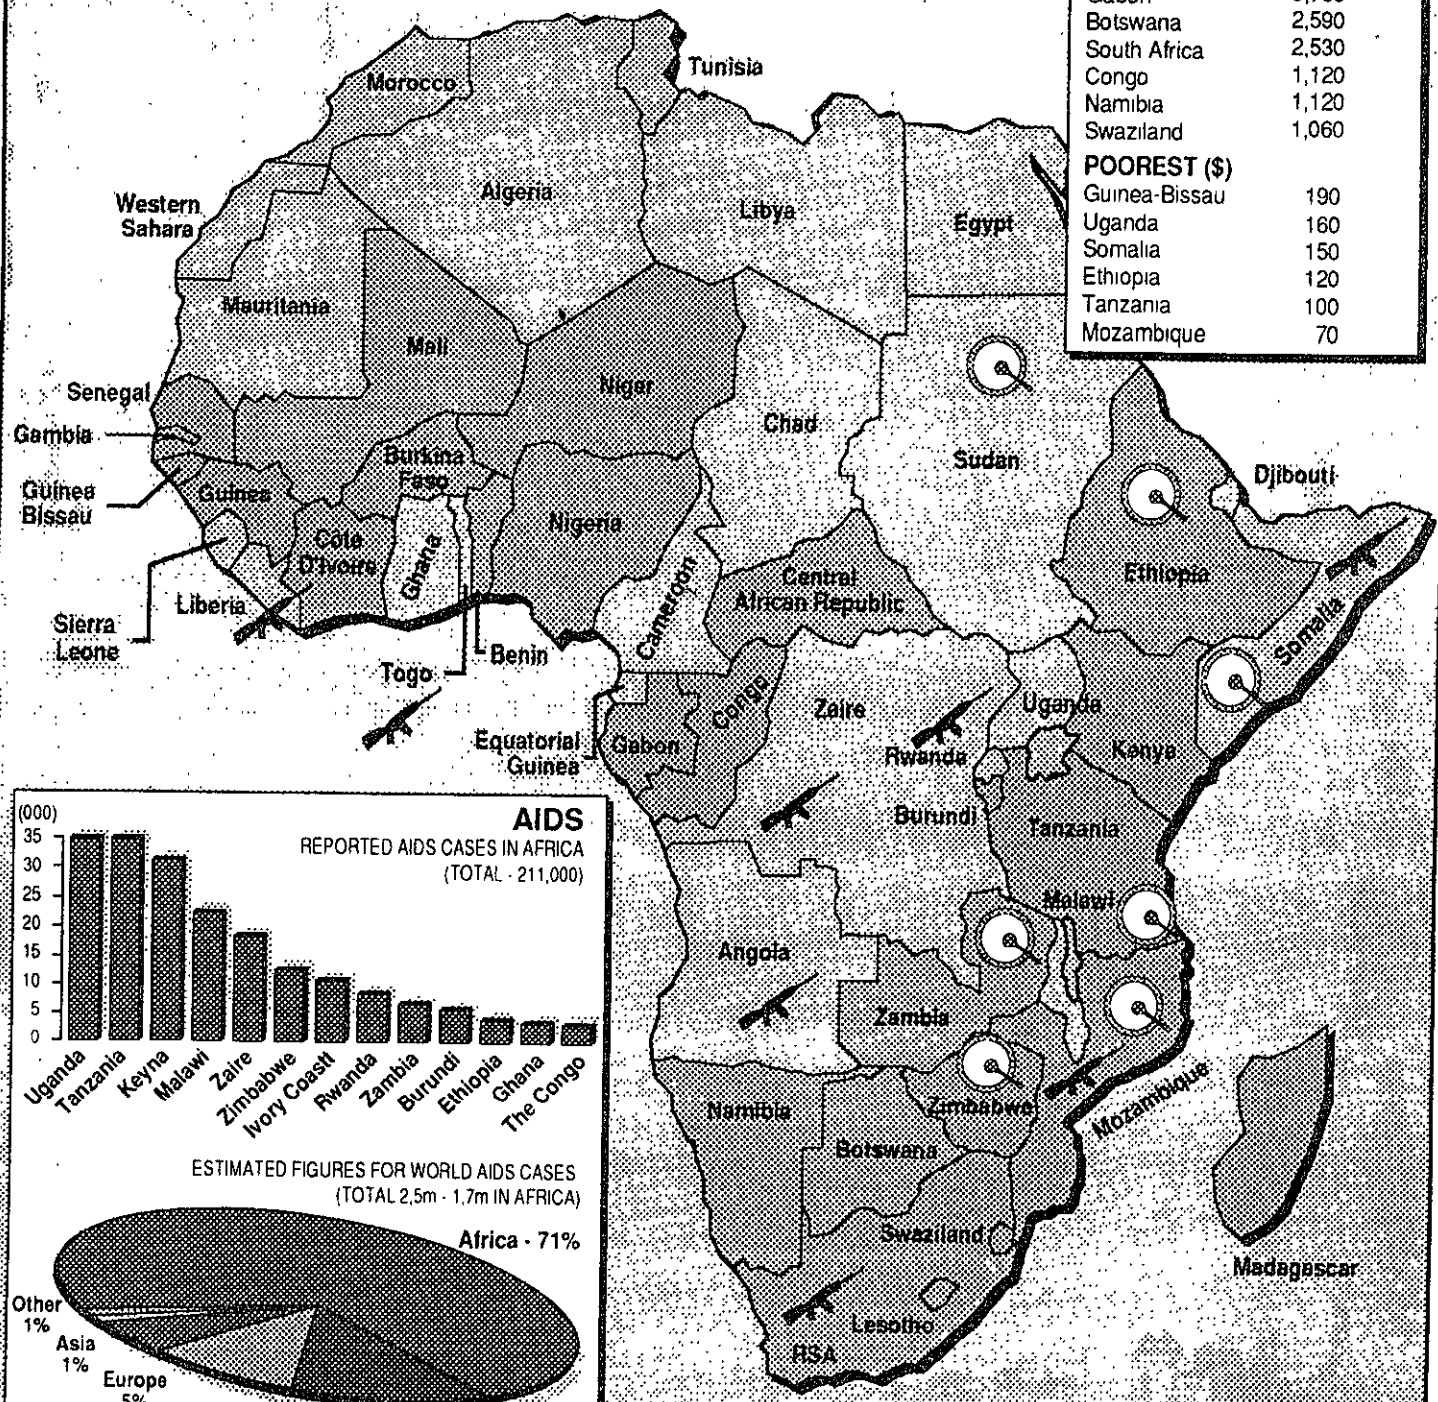 Botswana 2,590
South Africa 2,530
Congo 1,120
Namibia 1,120
Swaziland 1,060
POOREST ($)
Guinea-Bissau 190
Uganda 160
Somalia 150
Ethiopia 120
Tanzania 100
Mozambique 70
Morocco
Tunisia
Algeria
Libya
Egypt
Western
Sahara
Mauritania
Mali
Niger
Chad
Sudan
Senegal
Gambia
Guinea
Bissau
Guinea
Burkina
Faso
Nigeria
Djibouti
Côte
D'Ivoire
Ghana
Cameroon
Central
African Republic
Ethiopia
Somalia
Sierra
Leone
Liberia
Togo
Benin
Equatorial
Guinea
Gabon
Congo
Zaire
Uganda
Kenya
Rwanda
Burundi
Tanzania
Malawi
Angola
Zambia
Mozambique
Zimbabwe
Namibia
Botswana
Swaziland
Lesotho
RSA
Madagascar
AIDS
REPORTED AIDS CASES IN AFRICA
(TOTAL - 211,000)
(000)
35
30
25
20
15
10
5
0
Uganda
Tanzania
Keyna
Malawi
Zaire
Zimbabwe
Ivory Coastt
Rwanda
Zambia
Burundi
Ethiopia
Ghana
The Congo
ESTIMATED FIGURES FOR WORLD AIDS CASES
(TOTAL 2,5m - 1,7m IN AFRICA)
Africa - 71%
Other
1%
Asia
1%
Europe
5%